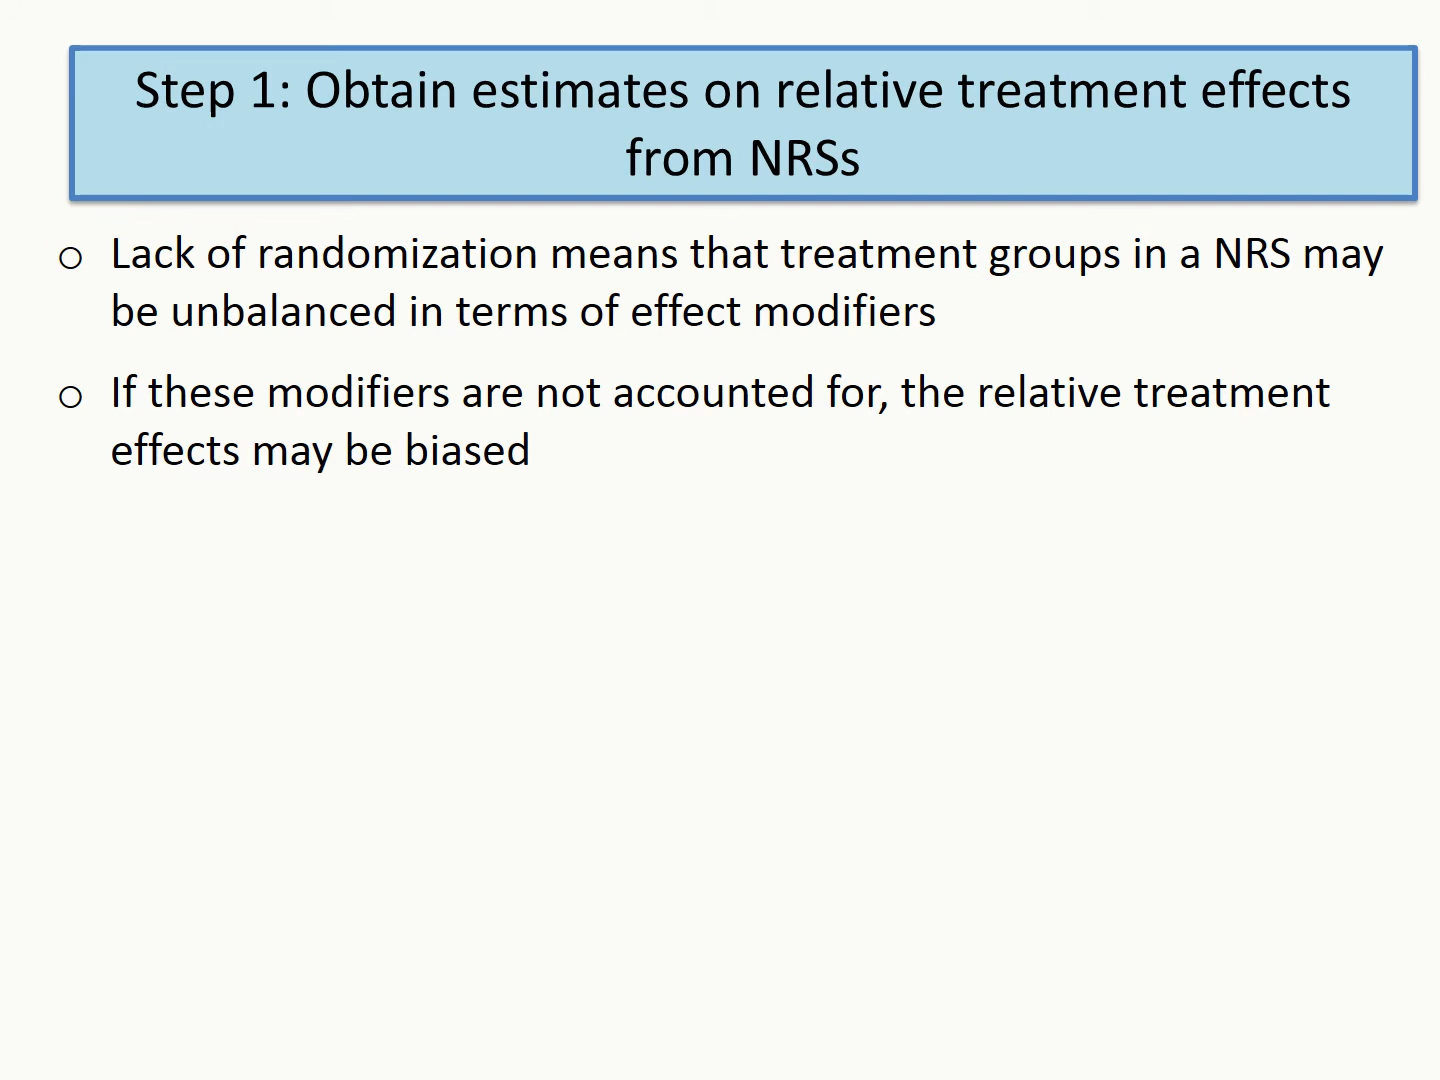 Step 1: Obtain estimates on relative treatment effects
from NRSs
o Lack of randomization means that treatment groups in a NRS may
be unbalanced in terms of effect modifiers
o If these modifiers are not accounted for, the relative treatment
effects may be biased